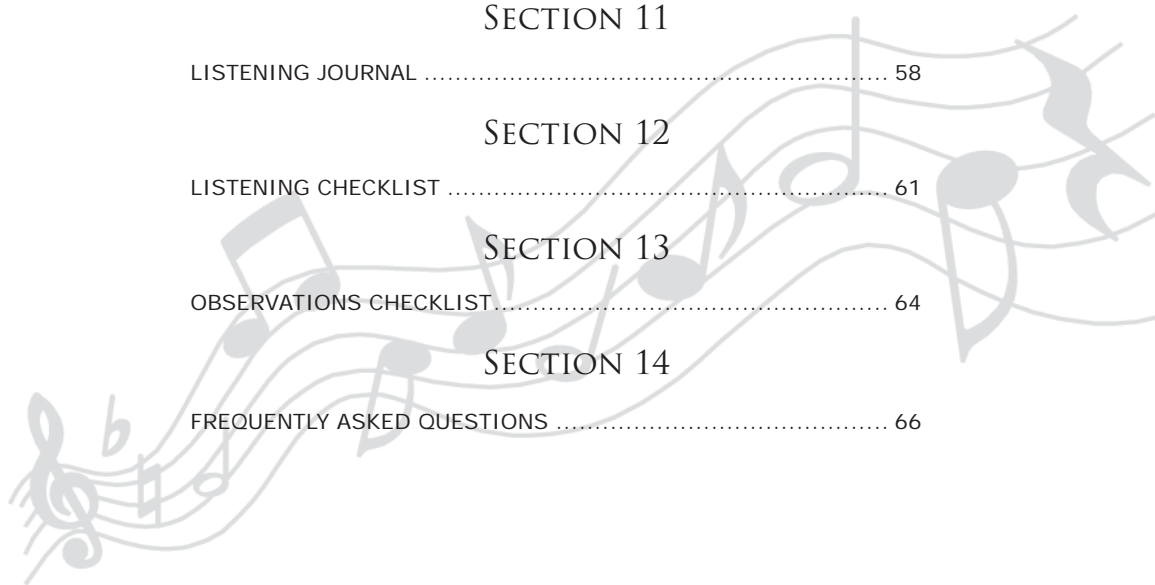 SECTION 11
LISTENING JOURNAL ............................................................ 58
SECTION 12
LISTENING CHECKLIST ......................................................... 61
SECTION 13
OBSERVATIONS CHECKLIST ................................................... 64
SECTION 14
FREQUENTLY ASKED QUESTIONS ........................................... 66